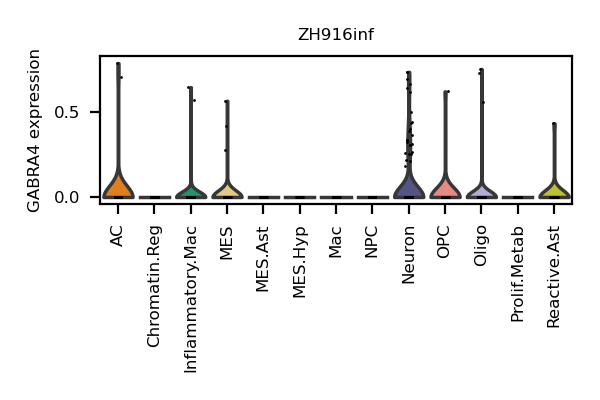 ZH916inf
GABRA4 expression
0.5
0.0
AC
Chromatin.Reg
Inflammatory.Mac
MES
MES.Ast
MES.Hyp
Mac
NPC
Neuron
OPC
Oligo
Prolif.Metab
Reactive.Ast